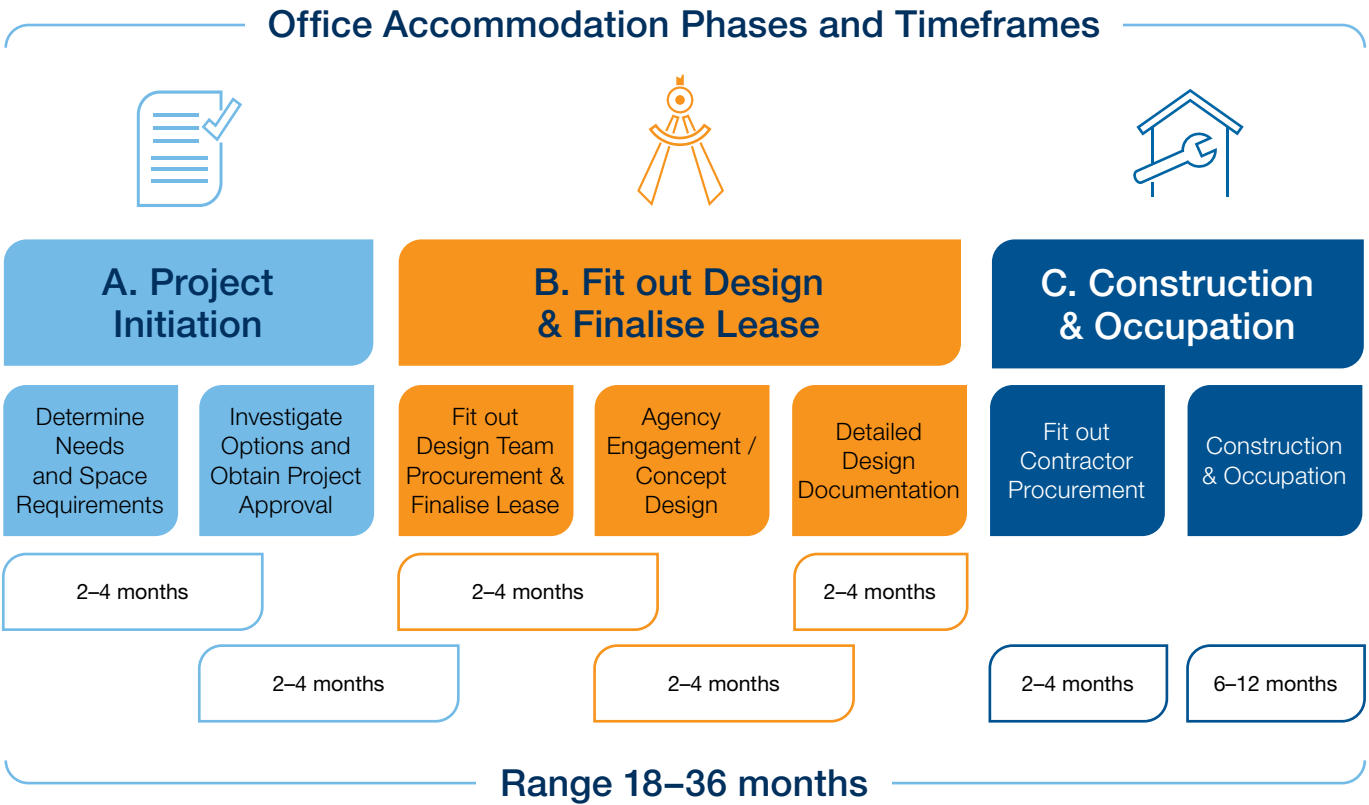 Office Accommodation Phases and Timeframes
A. Project
Initiation
B. Fit out Design
& Finalise Lease
C. Construction
& Occupation
Determine
Needs
and Space
Requirements
Investigate
Options and
Obtain Project
Approval
Fit out
Design Team
Procurement &
Finalise Lease
Agency
Engagement /
Concept
Design
Detailed
Design
Documentation
Fit out
Contractor
Procurement
Construction
& Occupation
2–4 months
2–4 months
2–4 months
2–4 months
2–4 months
2–4 months
6–12 months
Range 18–36 months